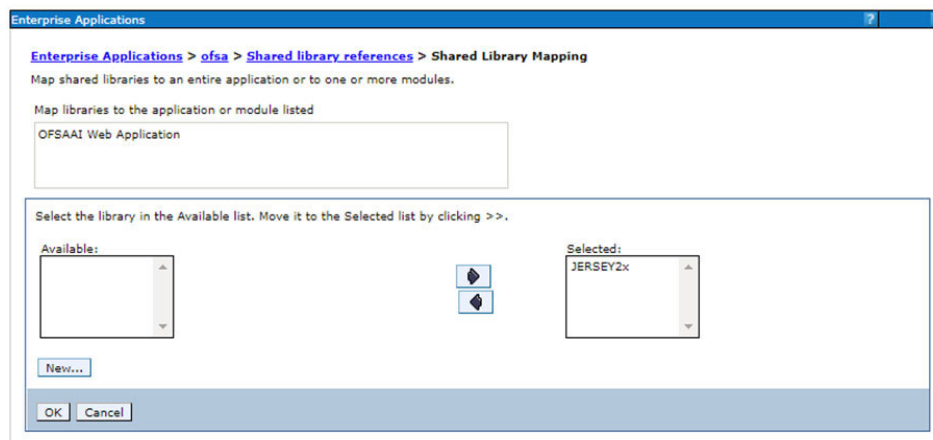 Enterprise Applications ?
Enterprise Applications > ofsa > Shared library references > Shared Library Mapping
Map shared libraries to an entire application or to one or more modules.
Map libraries to the application or module listed
OFSAAI Web Application
Select the library in the Available list. Move it to the Selected list by clicking >>.
Available:
Selected:
JERSEY2x
New...
OK Cancel